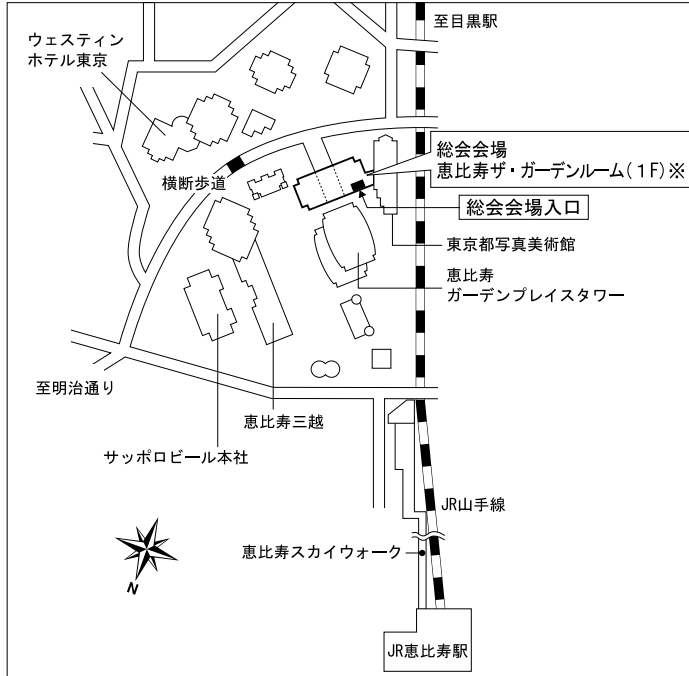 至目黒駅
ウェスティン
ホテル東京
総会会場
恵比寿ザ・ガーデンルーム(1F)※
横断歩道
総会会場入口
東京都写真美術館
恵比寿
ガーデンプレイスタワー
至明治通り
恵比寿三越
サッポロビール本社
JR山手線
恵比寿スカイウォーク
N
JR恵比寿駅